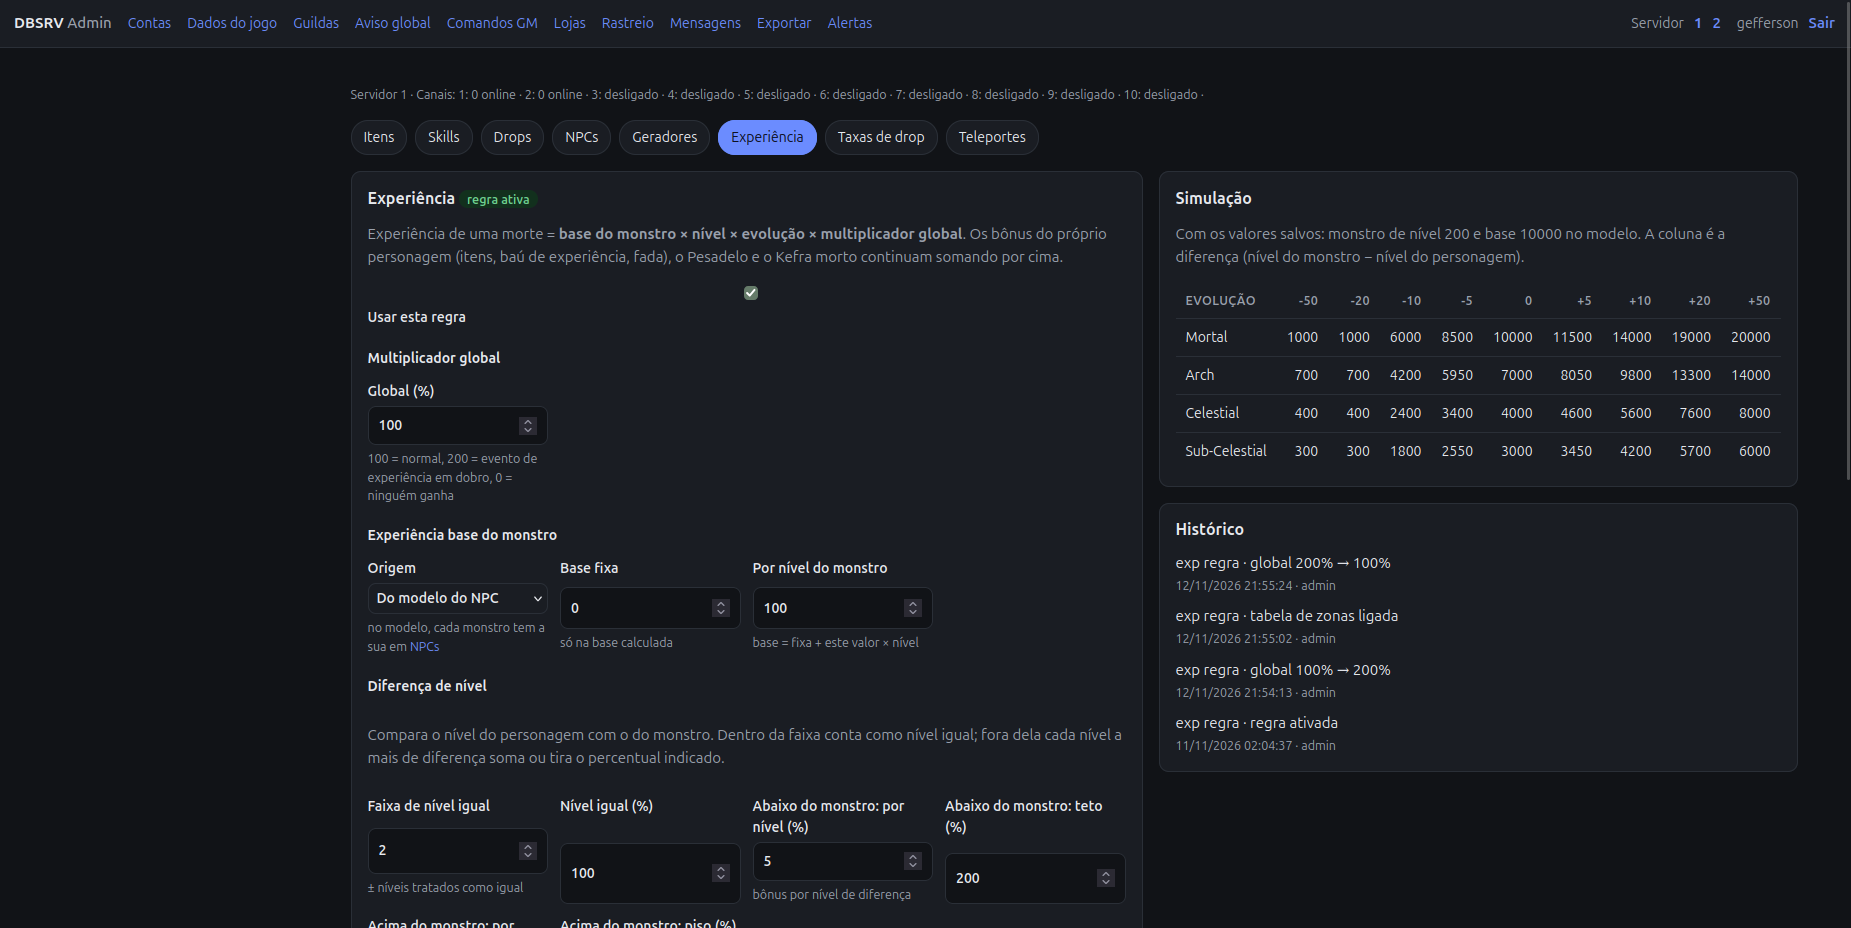 DBSRV Admin Contas Dados do jogo Guildas Aviso global Comandos GM Lojas Rastreio Mensagens Exportar Alertas Servidor 1 2 gefferson Sair
Servidor 1 · Canais: 1: 0 online · 2: 0 online · 3: desligado · 4: desligado · 5: desligado · 6: desligado · 7: desligado · 8: desligado · 9: desligado · 10: desligado ·
Itens Skills Drops NPCs Geradores Experiência Taxas de drop Teleportes
Experiência regra ativa
Experiência de uma morte = base do monstro × nível × evolução × multiplicador global. Os bônus do próprio
personagem (itens, baú de experiência, fada), o Pesadelo e o Kefra morto continuam somando por cima.
Usar esta regra
Multiplicador global
Global (%)
100
100 = normal, 200 = evento de
experiência em dobro, 0 =
ninguém ganha
Experiência base do monstro
Origem Base fixa Por nível do monstro
Do modelo do NPC 0 100
no modelo, cada monstro tem a
sua em NPCs
só na base calculada
base = fixa + este valor × nível
Diferença de nível
Compara o nível do personagem com o do monstro. Dentro da faixa conta como nível igual; fora dela cada nível a
mais de diferença soma ou tira o percentual indicado.
Faixa de nível igual
2
± níveis tratados como igual
Nível igual (%)
100
Abaixo do monstro: por
nível (%)
5
bônus por nível de diferença
Abaixo do monstro: teto
(%)
200
Acima do monstro: por
Acima do monstro: piso (%)
Simulação
Com os valores salvos: monstro de nível 200 e base 10000 no modelo. A coluna é a
diferença (nível do monstro − nível do personagem).
EVOLUÇÃO -50 -20 -10 -5 0 +5 +10 +20 +50
Mortal 1000 1000 6000 8500 10000 11500 14000 19000 20000
Arch 700 700 4200 5950 7000 8050 9800 13300 14000
Celestial 400 400 2400 3400 4000 4600 5600 7600 8000
Sub-Celestial 300 300 1800 2550 3000 3450 4200 5700 6000
Histórico
exp regra · global 200% → 100%
12/11/2026 21:55:24 · admin
exp regra · tabela de zonas ligada
12/11/2026 21:55:02 · admin
exp regra · global 100% → 200%
12/11/2026 21:54:13 · admin
exp regra · regra ativada
11/11/2026 02:04:37 · admin